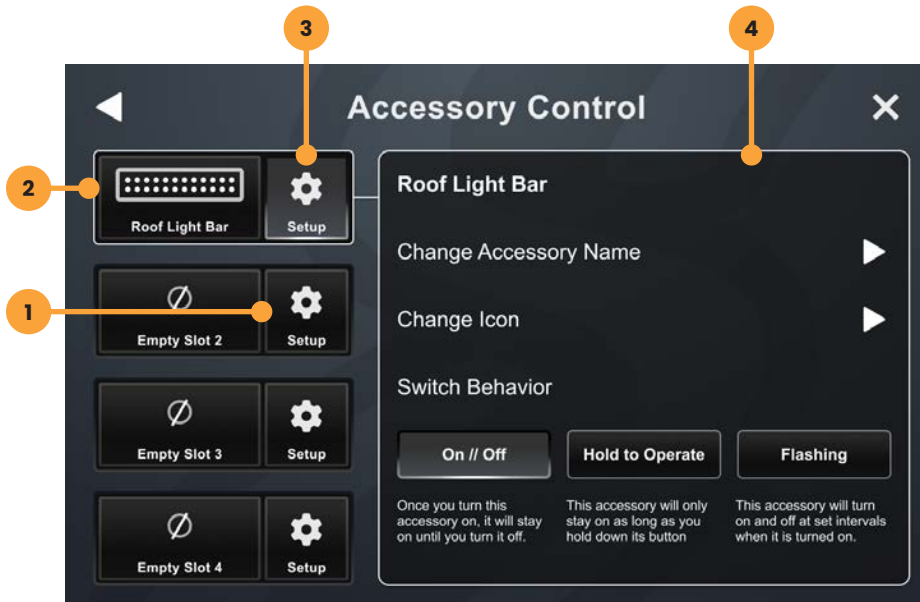 3
4
Accessory Control
2
Roof Light Bar
Setup
1
Empty Slot 2
Setup
Empty Slot 3
Setup
Empty Slot 4
Setup
Roof Light Bar
Change Accessory Name
Change Icon
Switch Behavior
On // Off
Hold to Operate
Flashing
Once you turn this
accessory on, it will stay
on until you turn it off.
This accessory will only
stay on as long as you
hold down its button
This accessory will turn
on and off at set intervals
when it is turned on.